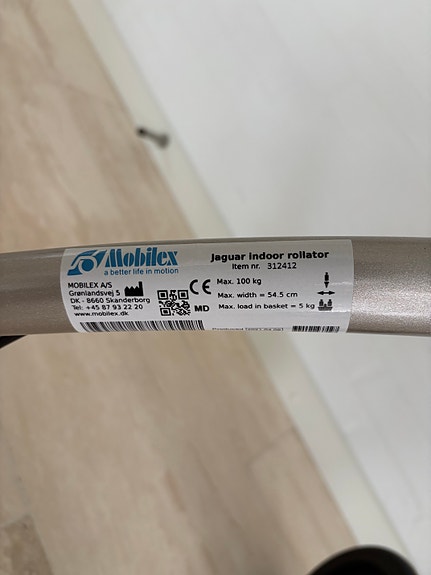 Mobilex
a better life in motion
MOBILEX A/S
Grønlandsvej 5
DK - 8660 Skanderborg
Tel: +45 87 93 22 20
www.mobilex.dk
CE
MD
Jaguar indoor rollator
Item nr. 312412
Max. 100 kg
Max. width = 54.5 cm
Max. load in basket = 5 kg